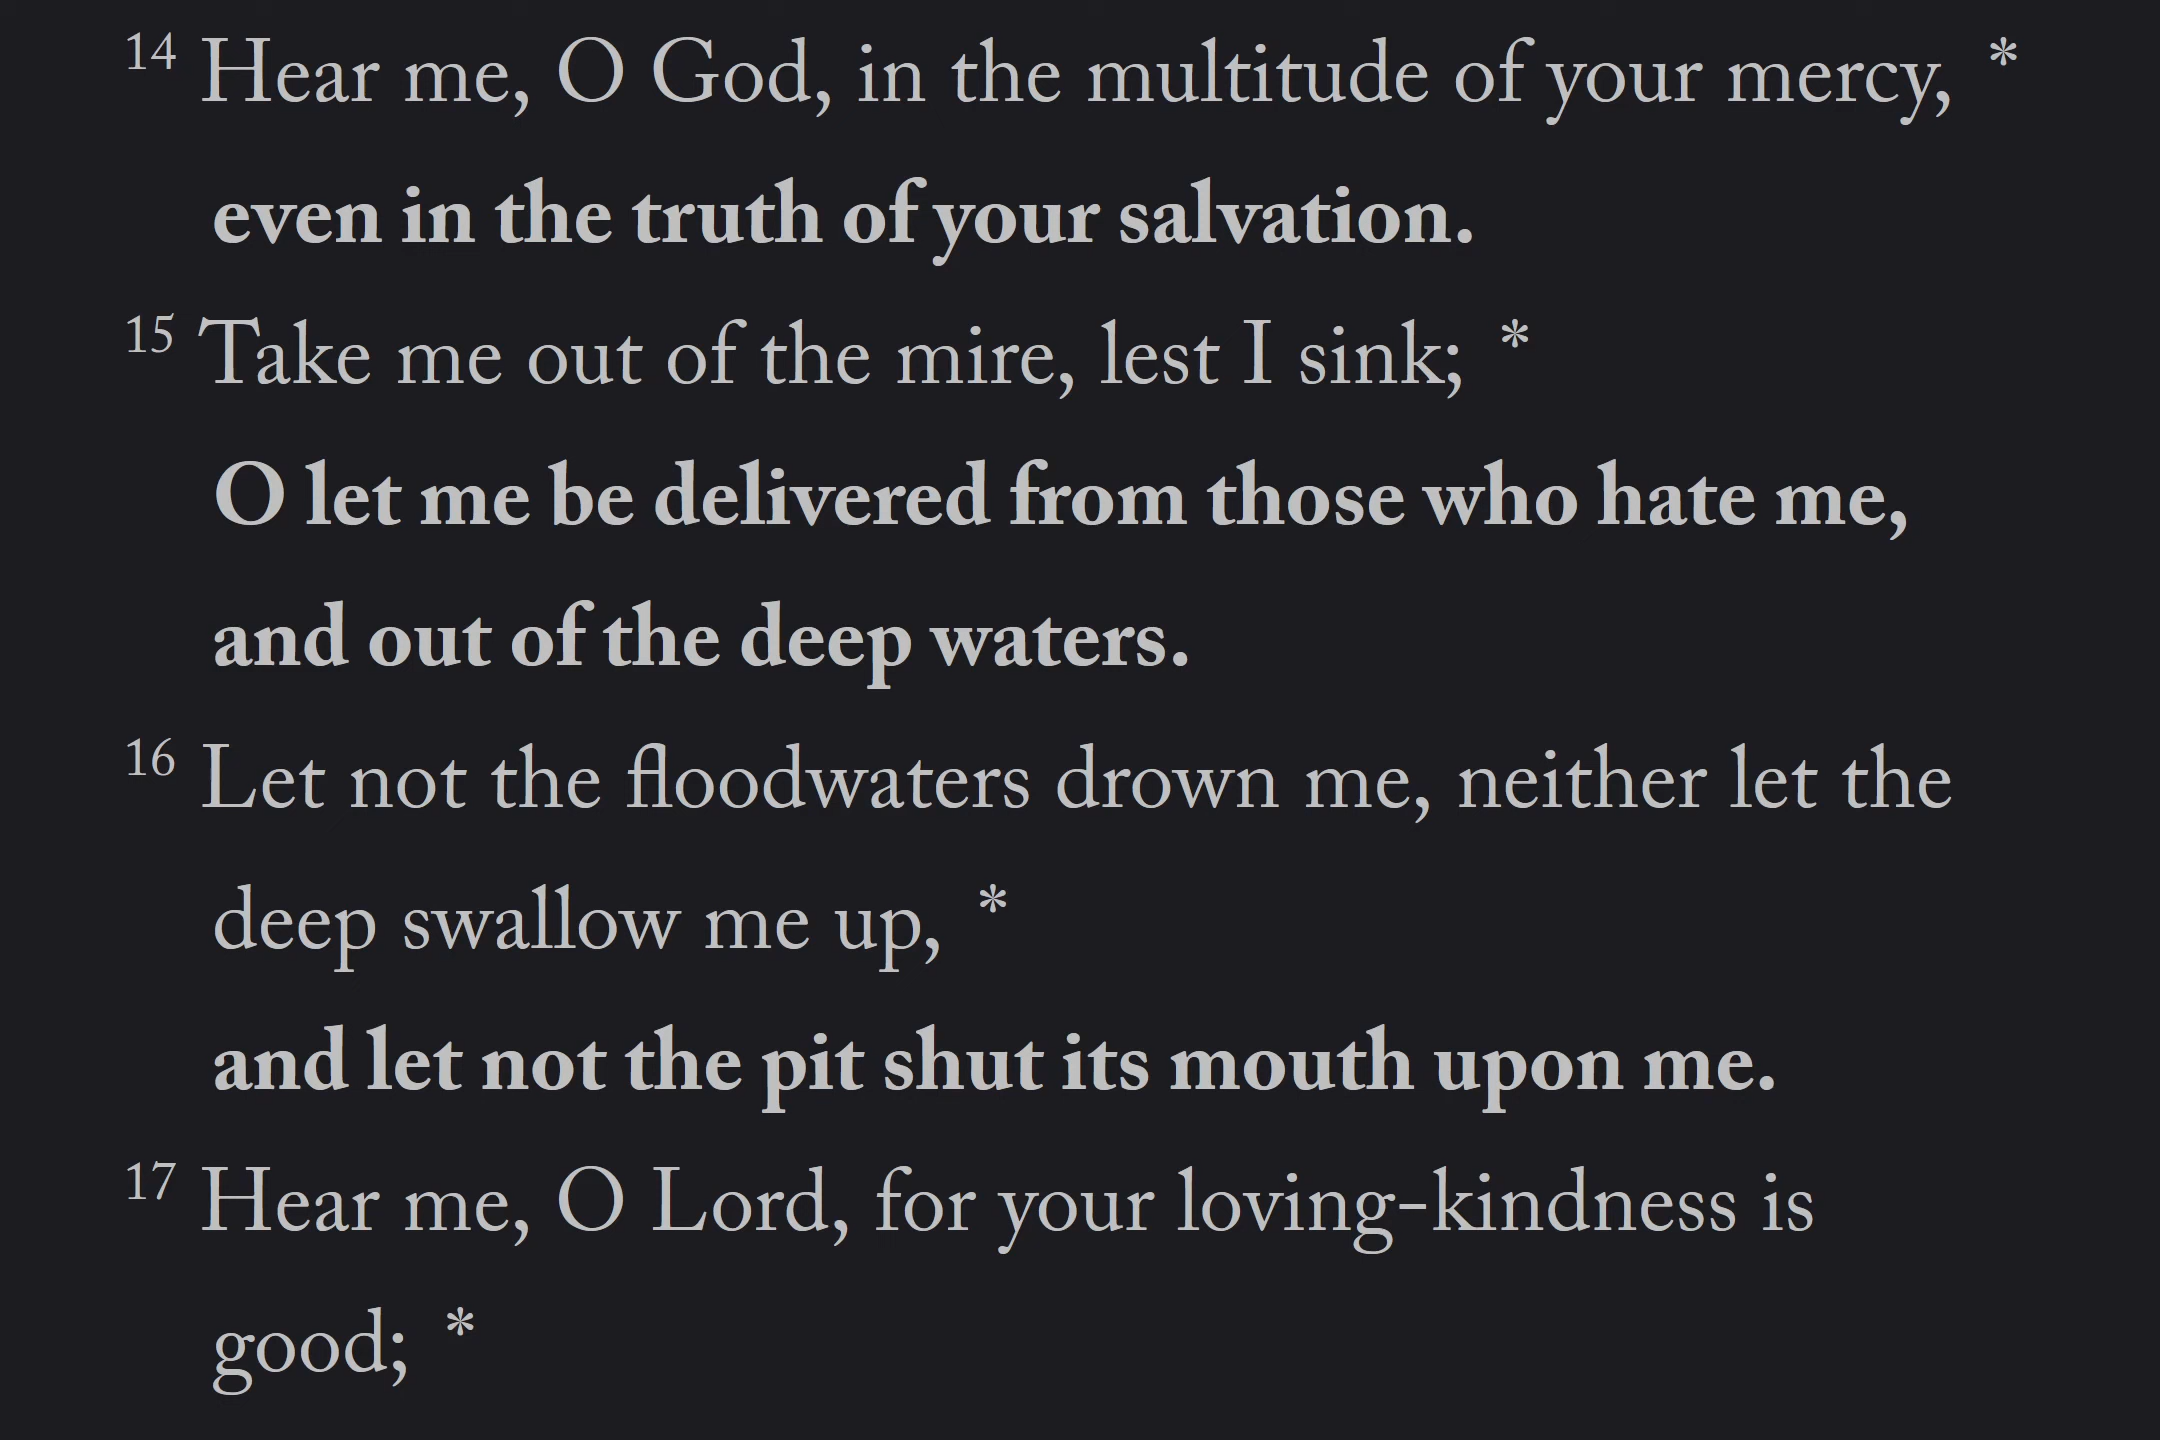 14 Hear me, O God, in the multitude of your mercy, *
even in the truth of your salvation.
15 Take me out of the mire, lest I sink; *
O let me be delivered from those who hate me,
and out of the deep waters.
16 Let not the floodwaters drown me, neither let the
deep swallow me up, *
and let not the pit shut its mouth upon me.
17 Hear me, O Lord, for your loving-kindness is
good; *